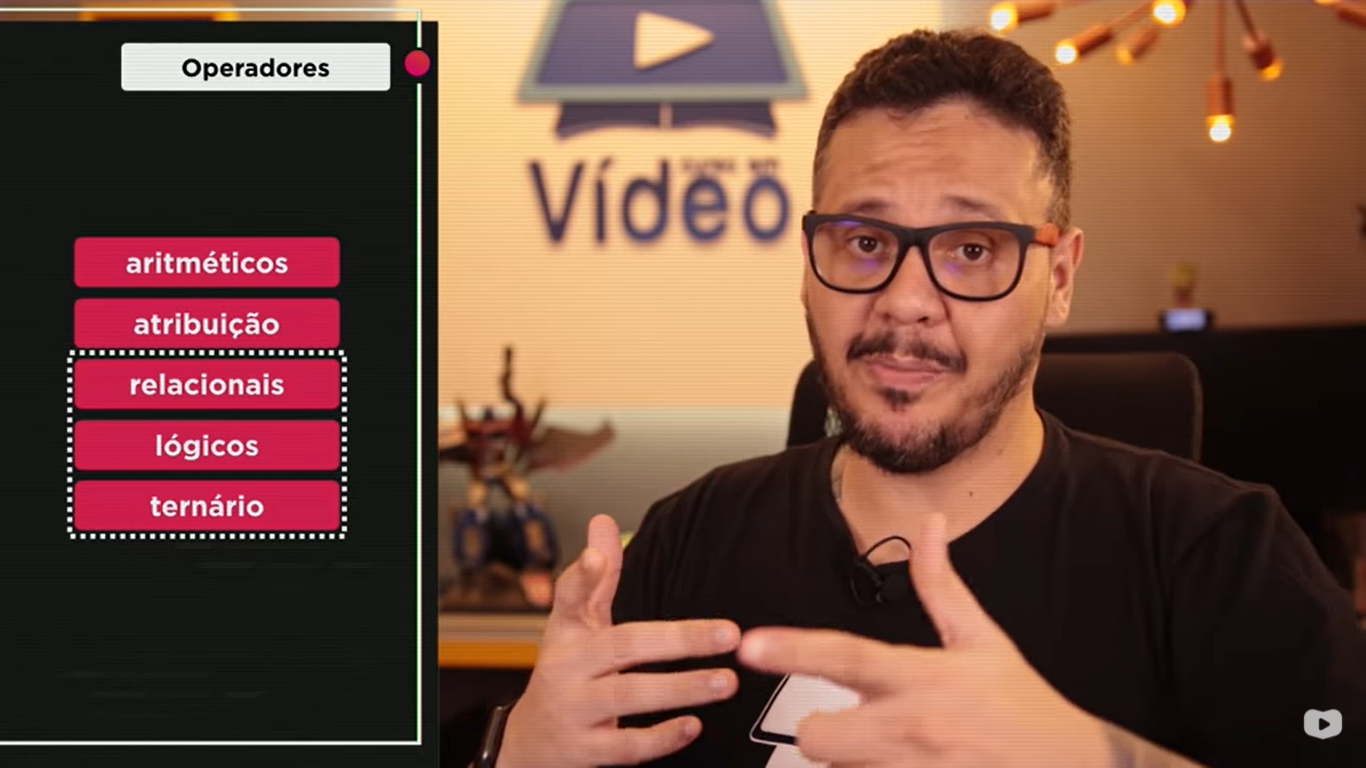 Operadores
aritméticos
atribuição
relacionais
lógicos
ternário
Vídeo